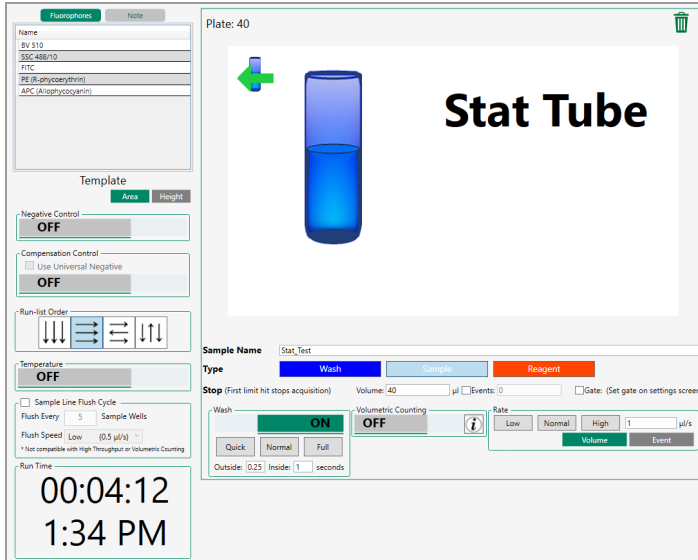 Fluorophores Note
Name
BV 510
SSC 488/10
FITC
PE (R-phycoerythrin)
APC (Allophycocyanin)
Template
Area Height
Negative Control
OFF
Compensation Control
Use Universal Negative
OFF
Run-list Order
Temperature
OFF
Sample Line Flush Cycle
Flush Every 5 Sample Wells
Flush Speed Low (0.5 µl/s)
* Not compatible with High Throughput or Volumetric Counting
Run Time
00:04:12
1:34 PM
Plate: 40
Stat Tube
Sample Name Stat_Test
Type Wash Sample Reagent
Stop (First limit hit stops acquisition) Volume: 40 µl Events: 0 Gate: (Set gate on settings screen
Wash
ON
Quick Normal Full
Outside: 0.25 Inside: 1 seconds
Volumetric Counting
OFF i
Rate
Low Normal High 1 µl/s
Volume Event